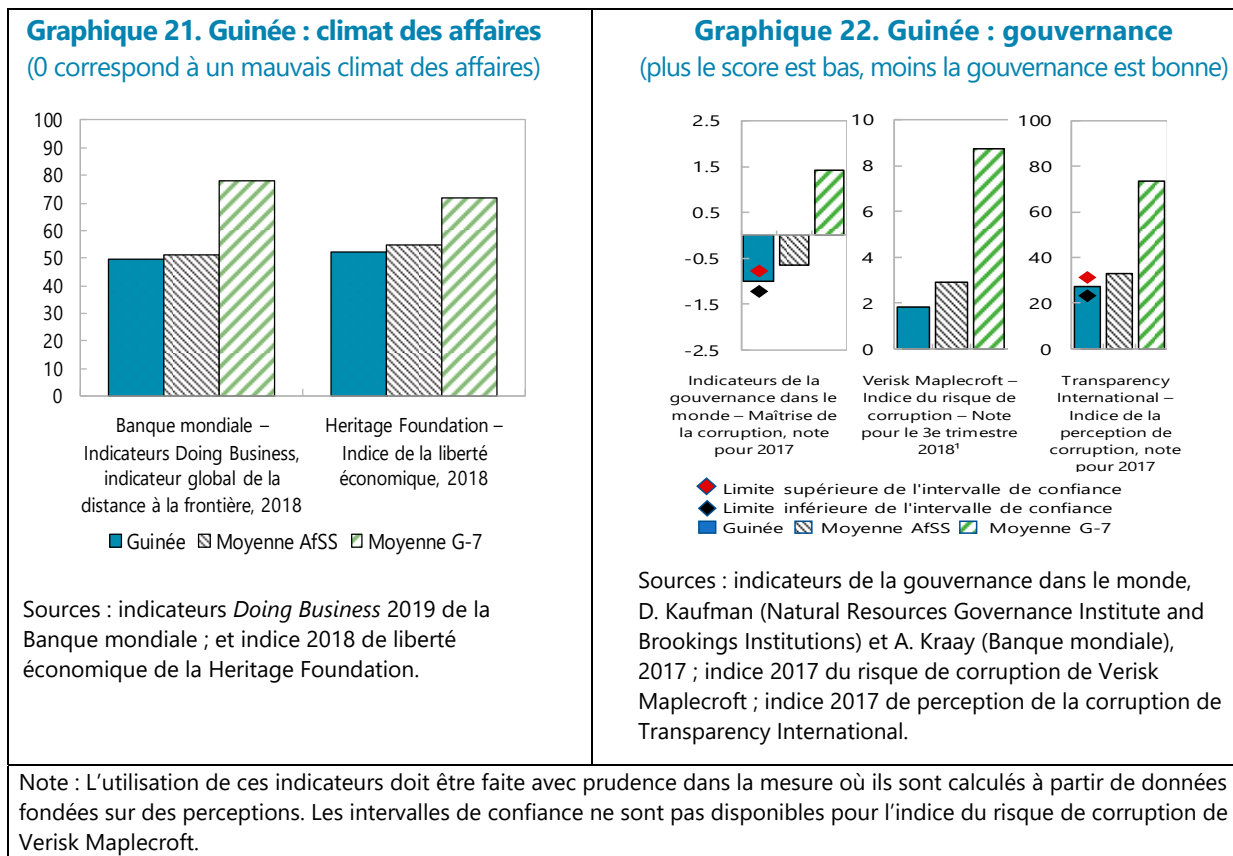 Graphique 21. Guinée : climat des affaires
(0 correspond à un mauvais climat des affaires)
100
90
80
70
60
50
40
30
20
10
0
Banque mondiale –
Indicateurs Doing Business,
indicateur global de la
distance à la frontière, 2018
Heritage Foundation –
Indice de la liberté
économique, 2018
Guinée Moyenne AfSS Moyenne G-7
Sources : indicateurs Doing Business 2019 de la
Banque mondiale ; et indice 2018 de liberté
économique de la Heritage Foundation.
Graphique 22. Guinée : gouvernance
(plus le score est bas, moins la gouvernance est bonne)
2.5
1.5
0.5
-0.5
-1.5
-2.5
Indicateurs de la
gouvernance dans le
monde – Maîtrise de
la corruption, note
pour 2017
10
8
6
4
2
0
Verisk Maplecroft –
Indice du risque de
corruption – Note
pour le 3e trimestre
2018¹
100
80
60
40
20
0
Transparency
International –
Indice de la
perception de
corruption, note
pour 2017
Limite supérieure de l'intervalle de confiance
Limite inférieure de l'intervalle de confiance
Guinée Moyenne AfSS Moyenne G-7
Sources : indicateurs de la gouvernance dans le monde,
D. Kaufman (Natural Resources Governance Institute and
Brookings Institutions) et A. Kraay (Banque mondiale),
2017 ; indice 2017 du risque de corruption de Verisk
Maplecroft ; indice 2017 de perception de la corruption de
Transparency International.
Note : L’utilisation de ces indicateurs doit être faite avec prudence dans la mesure où ils sont calculés à partir de données
fondées sur des perceptions. Les intervalles de confiance ne sont pas disponibles pour l’indice du risque de corruption de
Verisk Maplecroft.